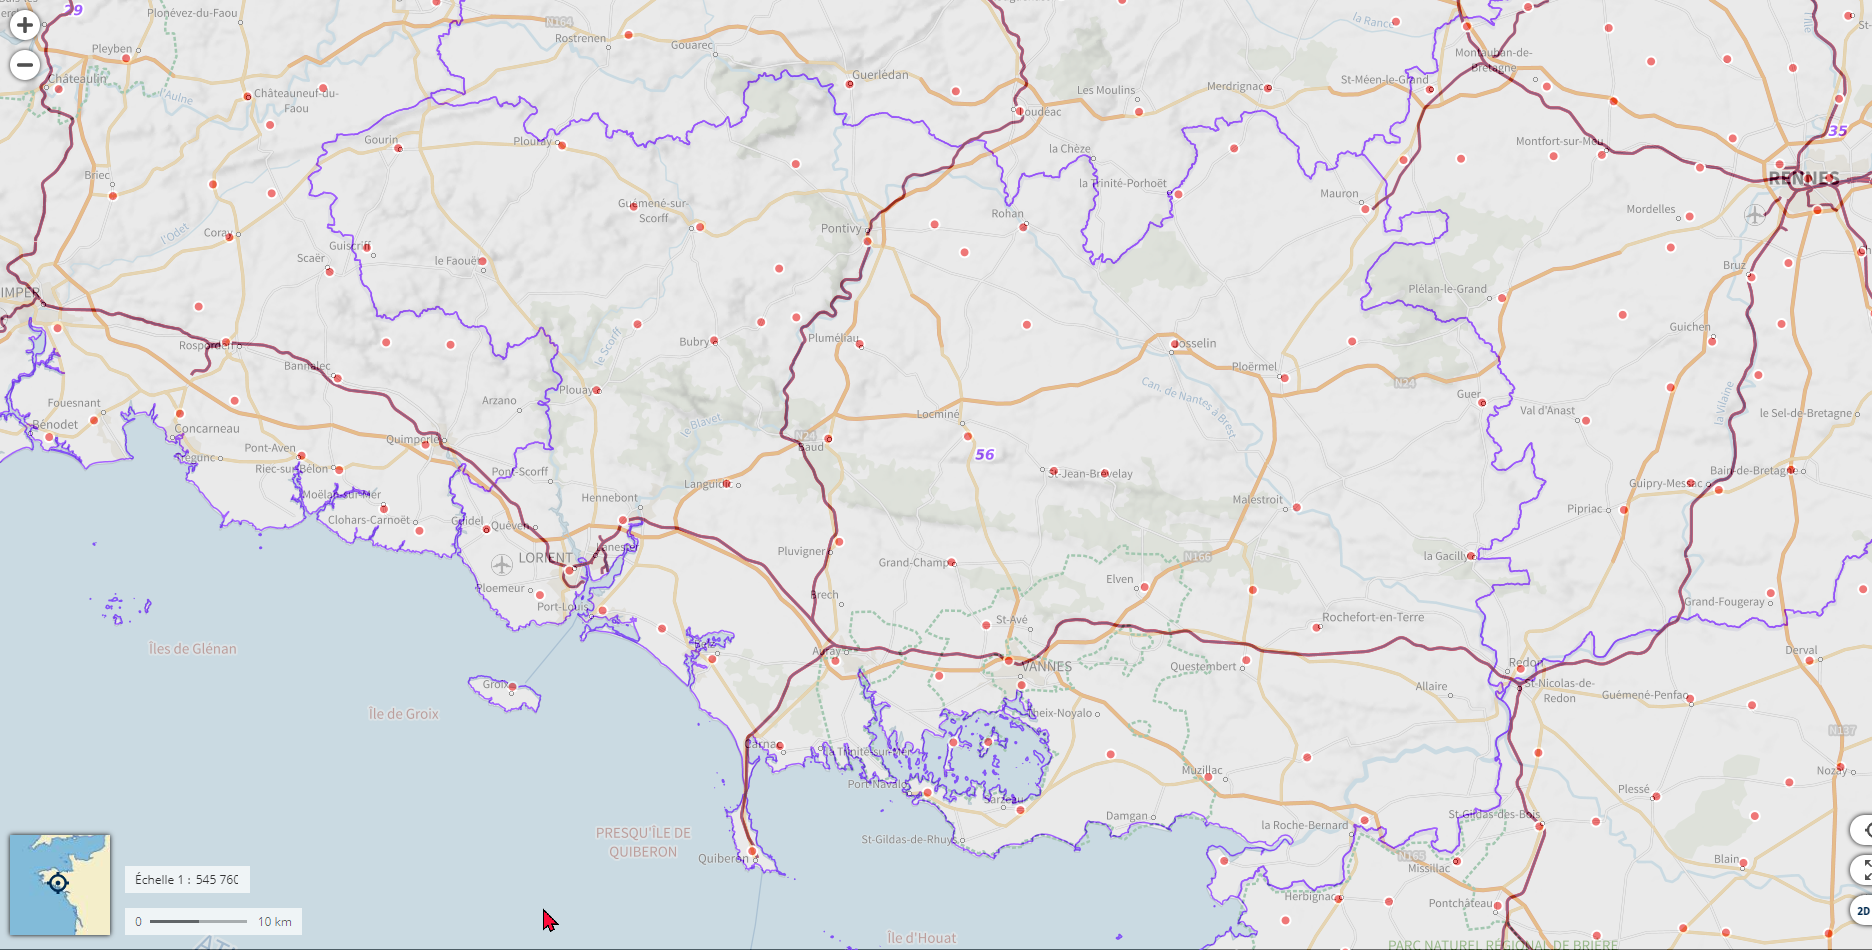 29
Plonévez-du-Faou
N164
la Rance
Rostrenen
Gouarec
Pleyben
Montauban-de-
Bretagne
Châteaulin
Guerlédan
St-Méen-le-Grand
Merdrignac
Les Moulins
l'Aulne
Châteauneuf-du-
Faou
Loudéac
35
Gourin
Plouray
la Chèze
Montfort-sur-Meu
Briec
la Trinité-Porhoët
RENNES
Mauron
Guémené-sur-
Scorff
Rohan
Mordelles
l'Odet
Coray
Pontivy
Guiscriff
Scaër
le Faouët
Bruz
IMPER
Plélan-le-Grand
Guichen
Rosporden
le Scorff
Bubry
Pluméliau
Josselin
Bannalec
Ploërmel
Can. de Nantes à Brest
N24
Plouay
Guer
la Vilaine
Fouesnant
Arzano
Locminé
Val d'Anast
le Sel-de-Bretagne
Bénodet
Concarneau
le Blavet
N24
Quimperlé
Baud
Pont-Aven
56
Trégunc
Riec-sur-Bélon
Pont-Scorff
St-Jean-Brévelay
Bain-de-Bretagne
Languidic
Guipry-Messac
Moëlan-sur-Mer
Hennebont
Malestroit
Pipriac
Clohars-Carnoët
Guidel
Quéven
Lanester
LORIENT
Pluvigner
N166
la Gacilly
Grand-Champ
Elven
Ploemeur
Brech
Port-Louis
Grand-Fougeray
St-Avé
Rochefort-en-Terre
Îles de Glénan
Auray
VANNES
Questembert
Redon
Derval
Groix
Allaire
St-Nicolas-de-
Redon
Guémené-Penfao
Île de Groix
Theix-Noyalo
N137
Carnac
la Trinité-sur-Mer
Muzillac
Nozay
Port-Navalo
Sarzeau
Plessé
PRESQU'ÎLE DE
QUIBERON
Damgan
St-Gildas-des-Bois
la Roche-Bernard
St-Gildas-de-Rhuys
Quiberon
N165
Missillac
Blain
Échelle 1 : 545 760
Herbignac
Pontchâteau
2D
0
10 km
Île d'Houat
PARC NATUREL RÉGIONAL DE BRIÈRE